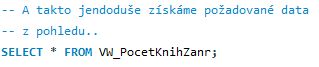 -- A takto jendoduše získáme požadované data
-- z pohledu..
SELECT * FROM VW_PocetKnihZanr;